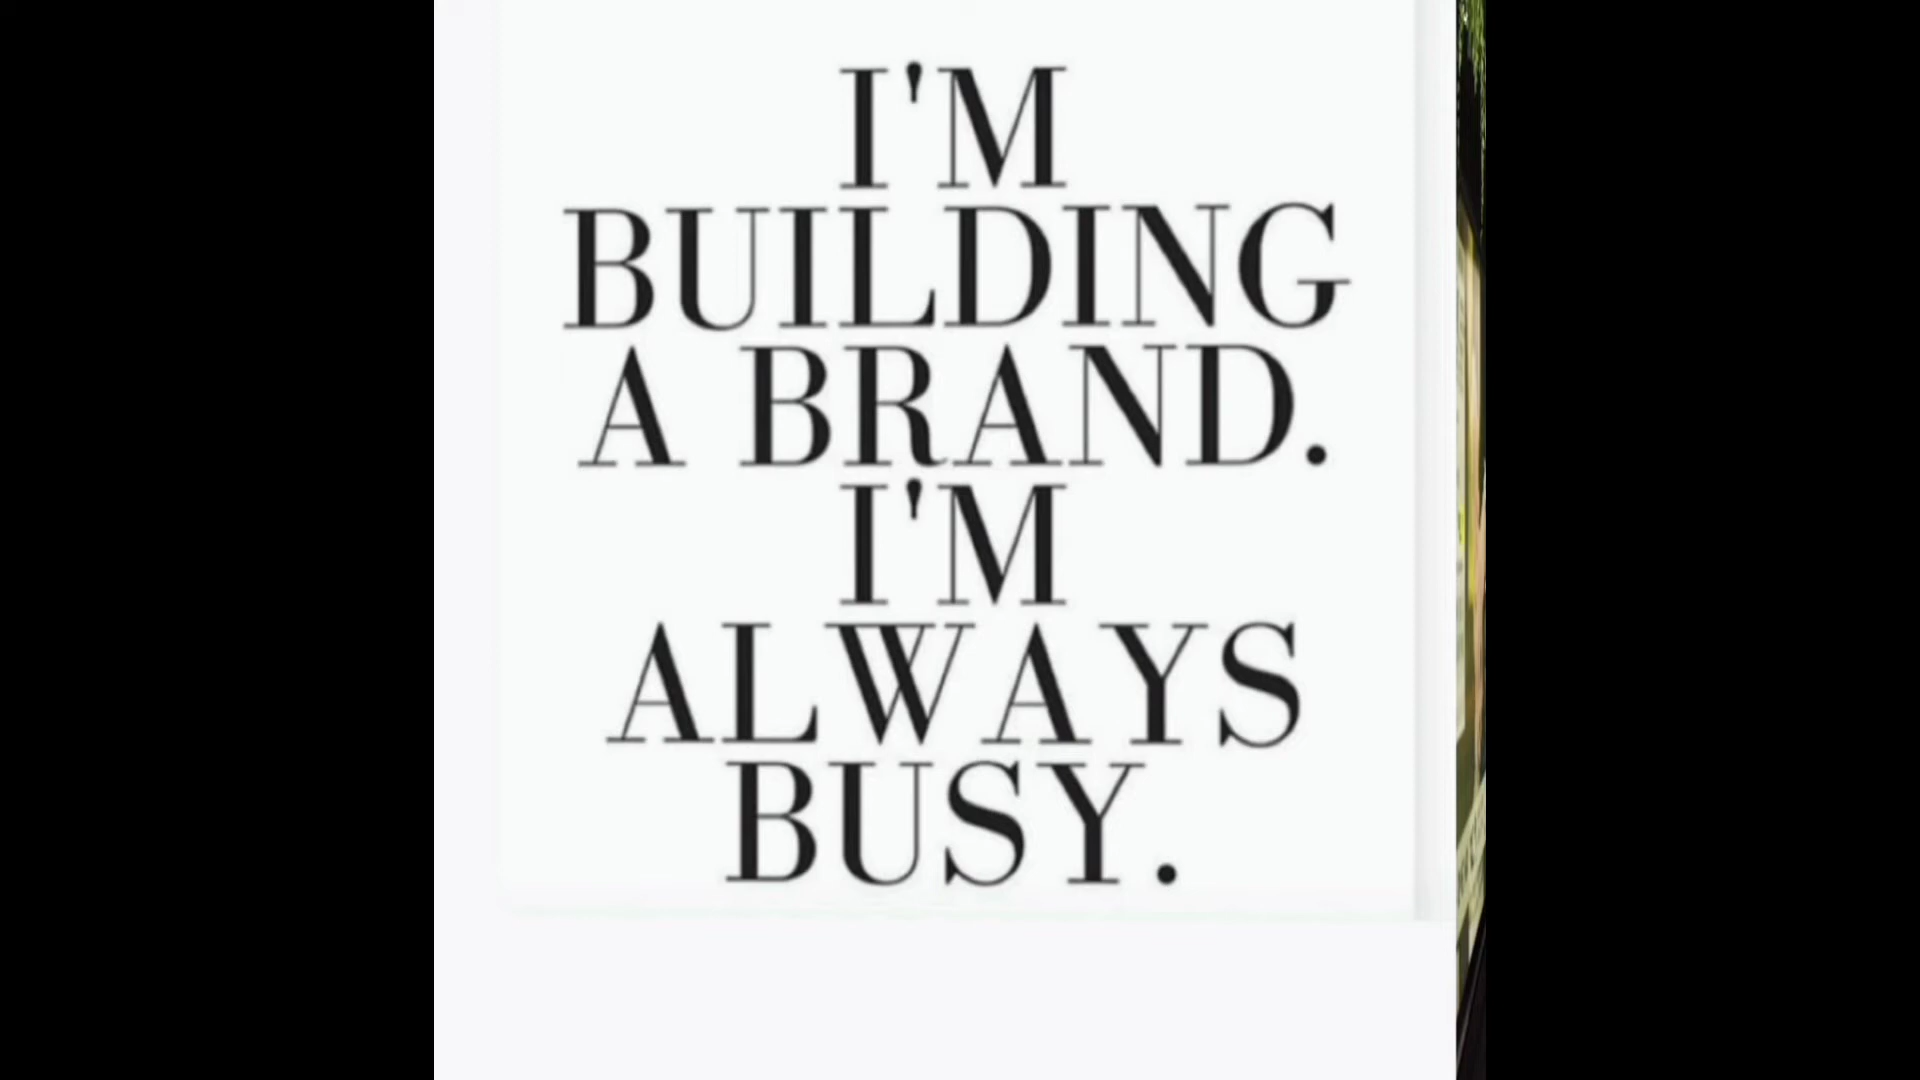 I'M
BUILDING
A BRAND.
I'M
ALWAYS
BUSY.